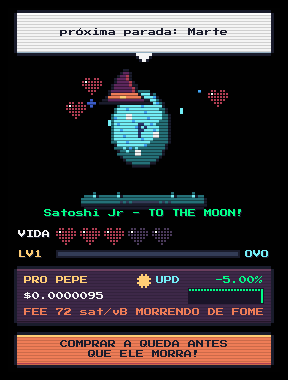 próxima parada: Marte
Satoshi Jr - TO THE MOON!
VIDA
LV1 OVO
PRO PEPE UPD -5.00%
$0.0000095
FEE 72 sat/vB MORRENDO DE FOME
COMPRAR A QUEDA ANTES
QUE ELE MORRA!